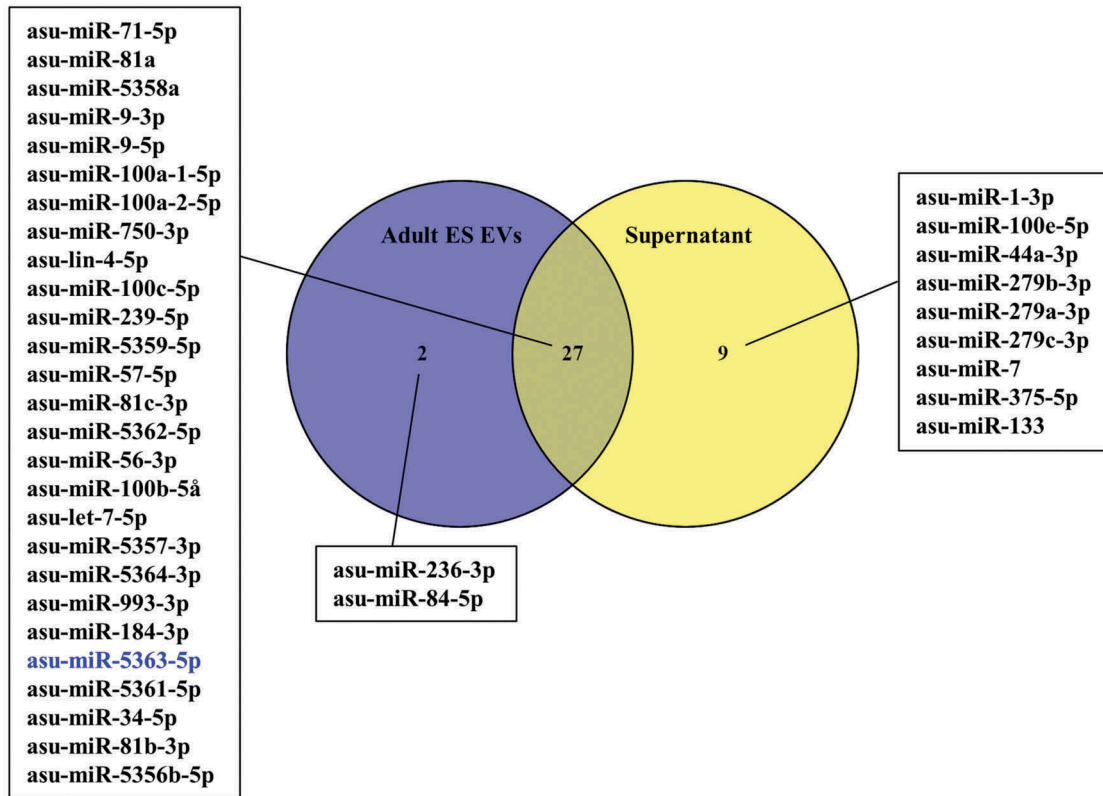 asu-miR-71-5p
asu-miR-81a
asu-miR-5358a
asu-miR-9-3p
asu-miR-9-5p
asu-miR-100a-1-5p
asu-miR-100a-2-5p
asu-miR-750-3p
asu-lin-4-5p
asu-miR-100c-5p
asu-miR-239-5p
asu-miR-5359-5p
asu-miR-57-5p
asu-miR-81c-3p
asu-miR-5362-5p
asu-miR-56-3p
asu-miR-100b-5å
asu-let-7-5p
asu-miR-5357-3p
asu-miR-5364-3p
asu-miR-993-3p
asu-miR-184-3p
asu-miR-5363-5p
asu-miR-5361-5p
asu-miR-34-5p
asu-miR-81b-3p
asu-miR-5356b-5p
Adult ES EVs
Supernatant
2
27
9
asu-miR-236-3p
asu-miR-84-5p
asu-miR-1-3p
asu-miR-100e-5p
asu-miR-44a-3p
asu-miR-279b-3p
asu-miR-279a-3p
asu-miR-279c-3p
asu-miR-7
asu-miR-375-5p
asu-miR-133